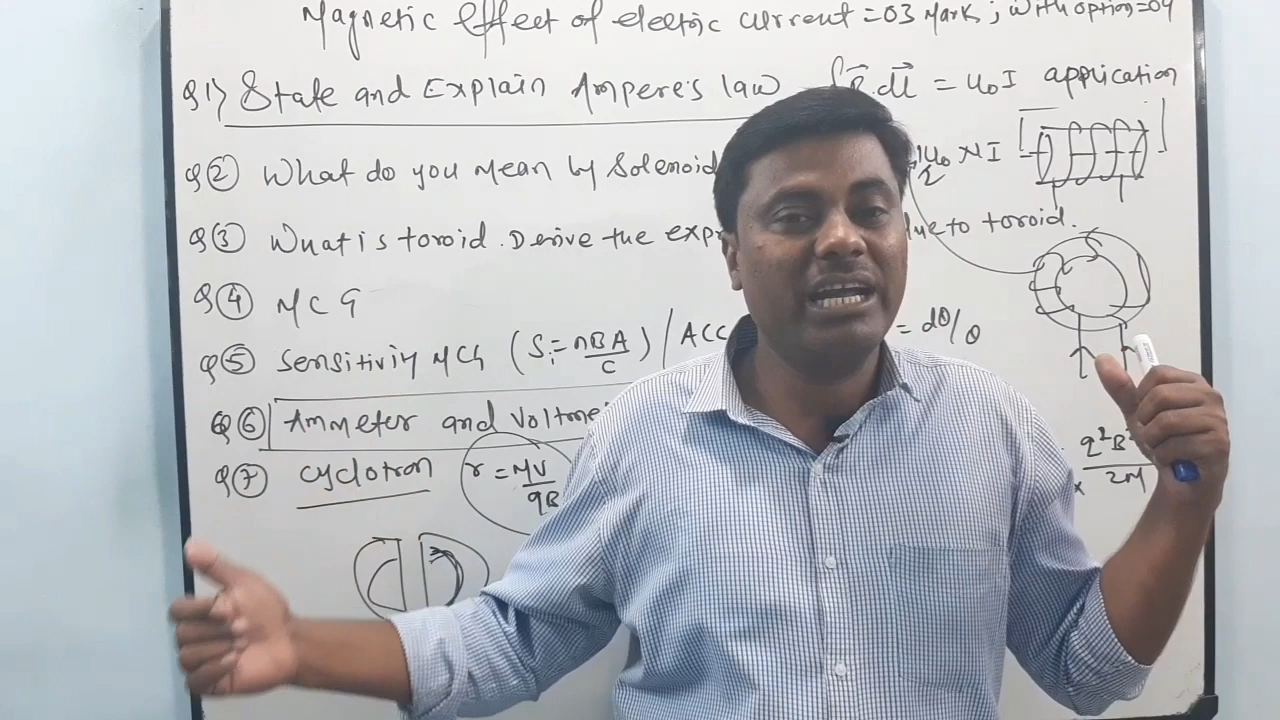 Magnetic Effect of electric current = 03 Mark; with option = 04
Q1) State and Explain Ampere's law ∮B⃗.dl⃗ = μ0I application
Q② What do you mean by Solenoid μ0 NI
Q③ What is toroid. Derive the expr due to toroid.
Q④ MCG
Q⑤ Sensitiviy MCG (Si = nBA/C) / ACC = dθ/θ
Q⑥ Ammeter and Voltme
Q⑦ Cyclotron r = MV/qB q²B²/2M